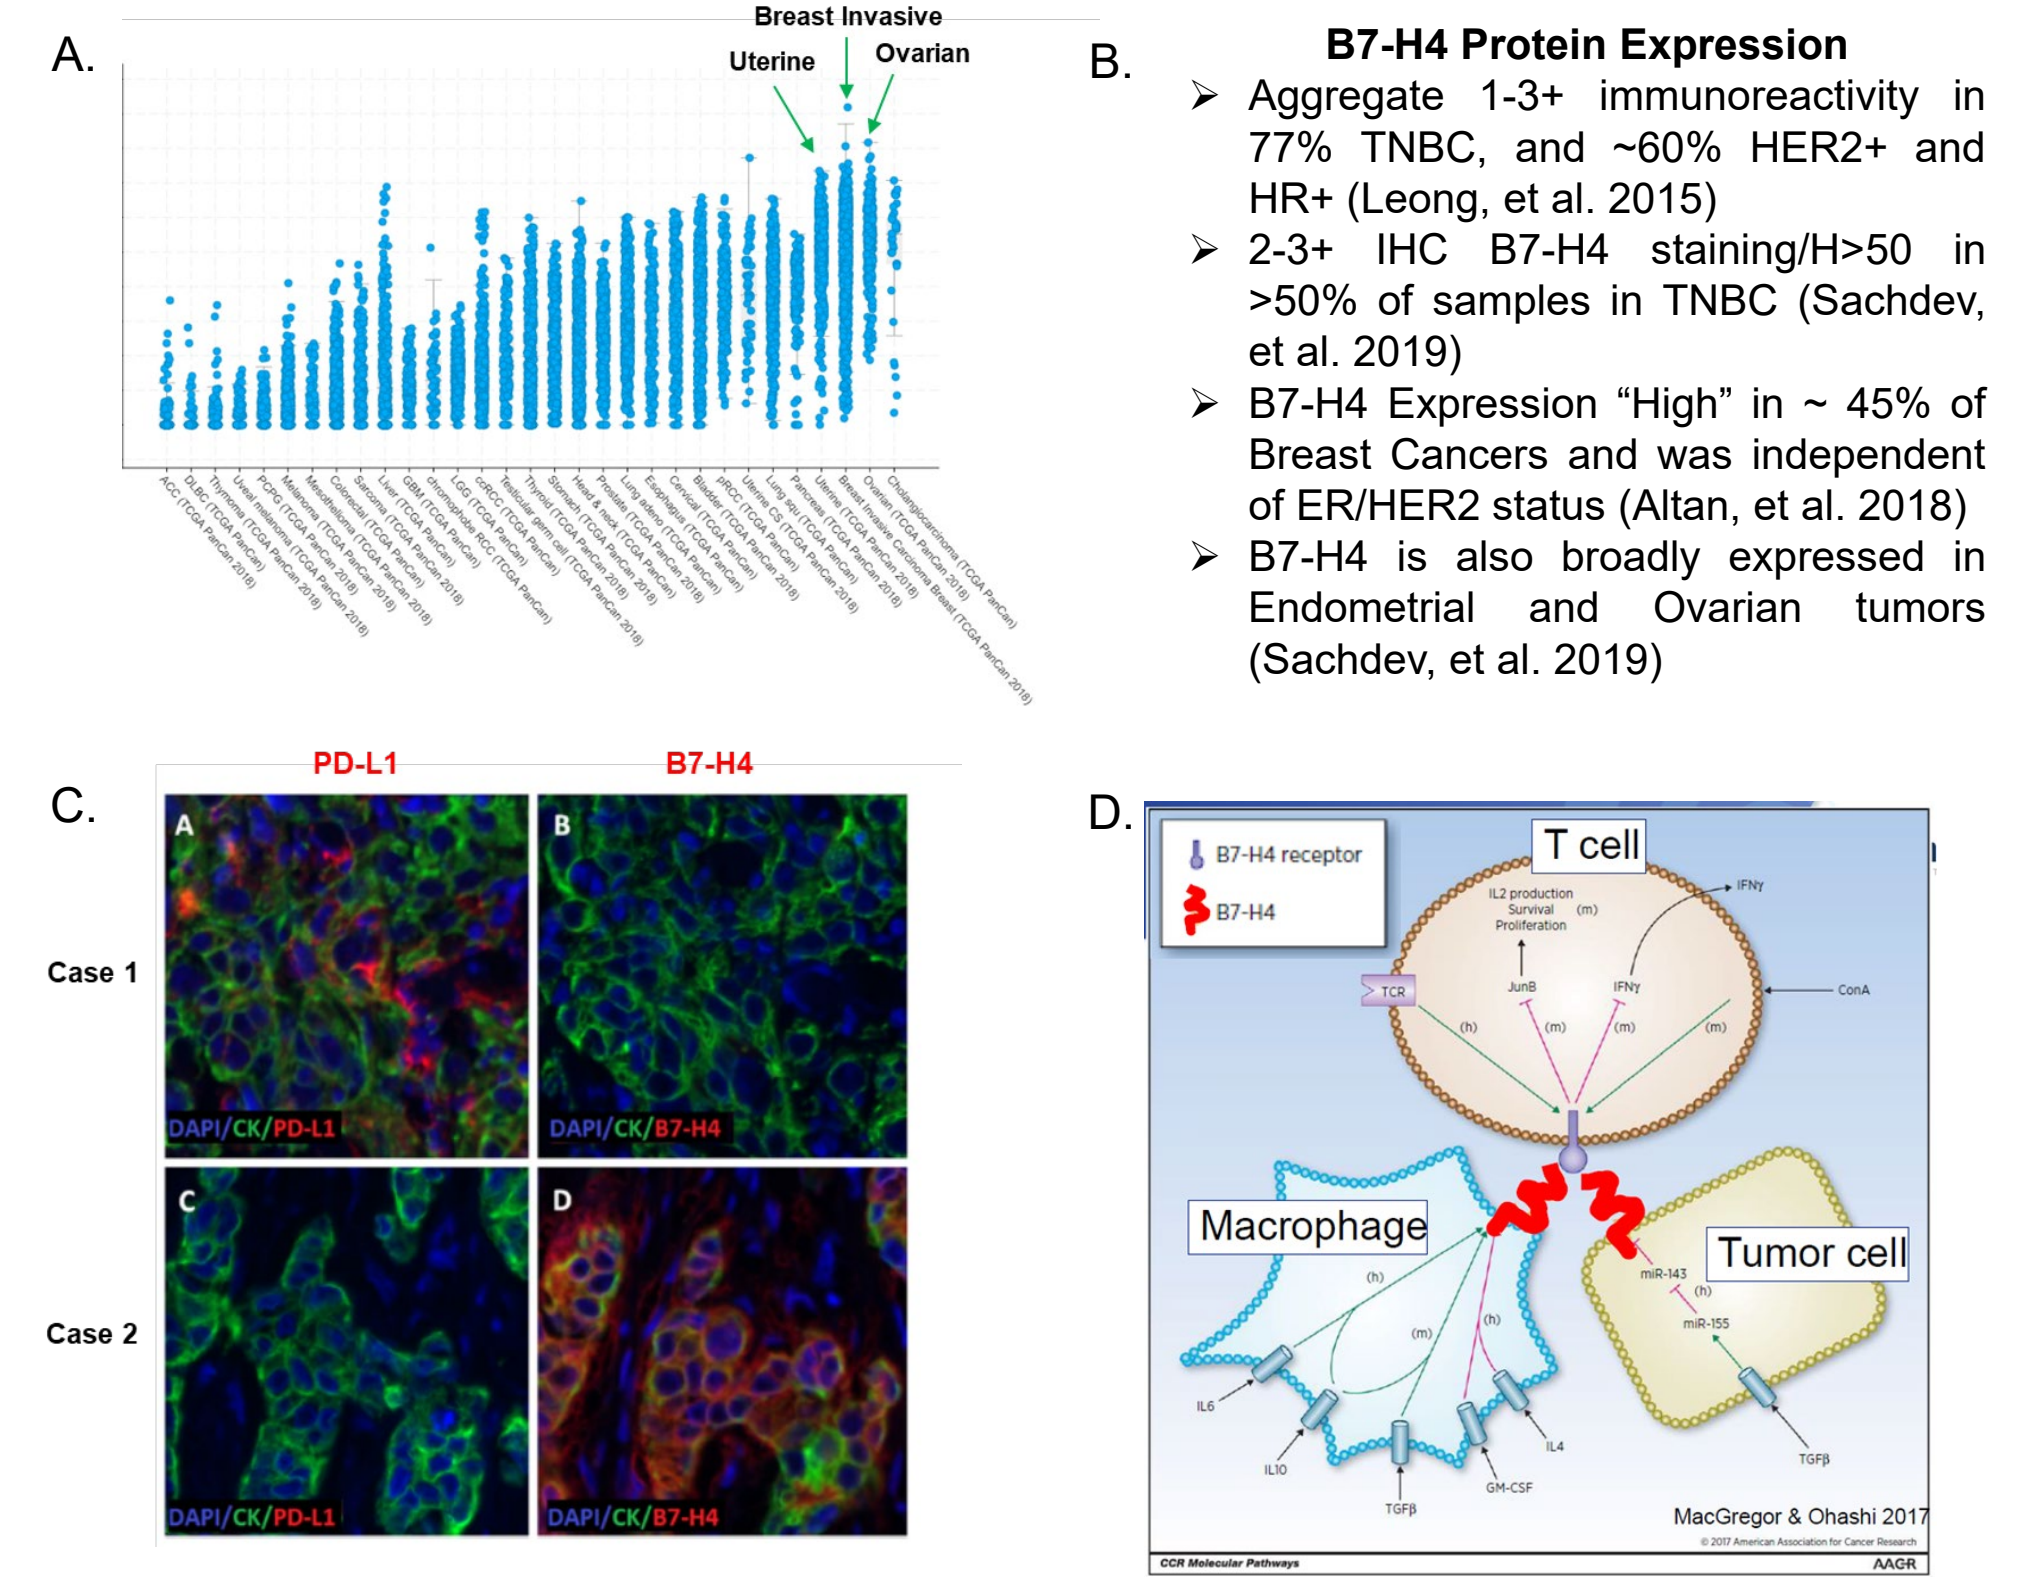 A.
Breast Invasive
Uterine
Ovarian
ACC (TCGA PanCan 2018)
DLBC (TCGA PanCan)
Thymoma (TCGA PanCan 2018)
Uveal melanoma (TCGA PanCan 2018)
PCPG (TCGA PanCan 2018)
Melanoma (TCGA PanCan 2018)
Mesothelioma (TCGA PanCan 2018)
Colorectal (TCGA PanCan)
Sarcoma (TCGA PanCan 2018)
Liver (TCGA PanCan)
GBM (TCGA PanCan)
chromophobe RCC (TCGA PanCan)
LGG (TCGA PanCan)
ccRCC (TCGA PanCan)
Testicular germ cell (TCGA PanCan 2018)
Thyroid (TCGA PanCan 2018)
Stomach (TCGA PanCan 2018)
Head & neck (TCGA PanCan)
Prostate (TCGA PanCan 2018)
Lung adeno (TCGA PanCan)
Esophagus (TCGA PanCan)
Cervical (TCGA PanCan)
Bladder (TCGA PanCan 2018)
pRCC (TCGA PanCan)
Uterine CS (TCGA PanCan 2018)
Lung squ (TCGA PanCan)
Pancreas (TCGA PanCan 2018)
Uterine (TCGA PanCan 2018)
Breast Invasive Carcinoma Breast (TCGA PanCan 2018)
Ovarian (TCGA PanCan 2018)
Cholangiocarcinoma (TCGA PanCan)
B.
B7-H4 Protein Expression
➢ Aggregate 1-3+ immunoreactivity in
77% TNBC, and ~60% HER2+ and
HR+ (Leong, et al. 2015)
➢ 2-3+ IHC B7-H4 staining/H>50 in
>50% of samples in TNBC (Sachdev,
et al. 2019)
➢ B7-H4 Expression “High” in ~ 45% of
Breast Cancers and was independent
of ER/HER2 status (Altan, et al. 2018)
➢ B7-H4 is also broadly expressed in
Endometrial and Ovarian tumors
(Sachdev, et al. 2019)
C.
PD-L1
B7-H4
Case 1
A
DAPI/CK/PD-L1
B
DAPI/CK/B7-H4
Case 2
C
DAPI/CK/PD-L1
D
DAPI/CK/B7-H4
D.
B7-H4 receptor
B7-H4
T cell
IL2 production
Survival
Proliferation
(m)
IFNγ
TCR
JunB
IFNγ
ConA
(h)
(m)
(m)
(m)
Macrophage
Tumor cell
(h)
(m)
(h)
miR-143
(h)
miR-155
IL6
IL10
TGFβ
GM-CSF
IL4
TGFβ
MacGregor & Ohashi 2017
© 2017 American Association for Cancer Research
CCR Molecular Pathways
AACR